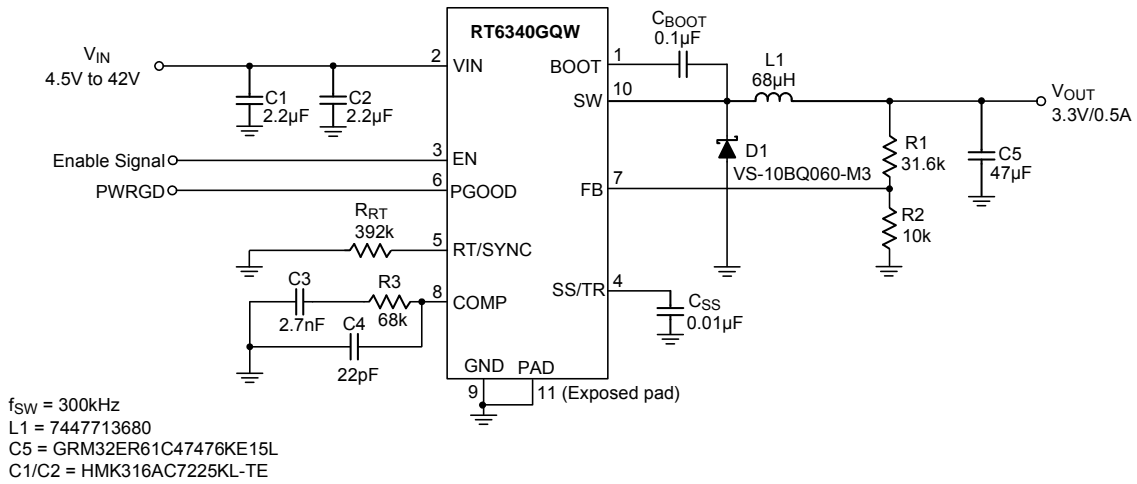 RT6340GQW
VIN
4.5V to 42V
2
VIN
C1
2.2µF
C2
2.2µF
Enable Signal
3
EN
PWRGD
6
PGOOD
RRT
392k
5
RT/SYNC
C3
2.7nF
R3
68k
8
COMP
C4
22pF
GND
PAD
9
11 (Exposed pad)
BOOT
1
CBOOT
0.1µF
SW
10
L1
68µH
VOUT
3.3V/0.5A
D1
VS-10BQ060-M3
R1
31.6k
C5
47µF
FB
7
R2
10k
SS/TR
4
CSS
0.01µF
fSW = 300kHz
L1 = 7447713680
C5 = GRM32ER61C47476KE15L
C1/C2 = HMK316AC7225KL-TE